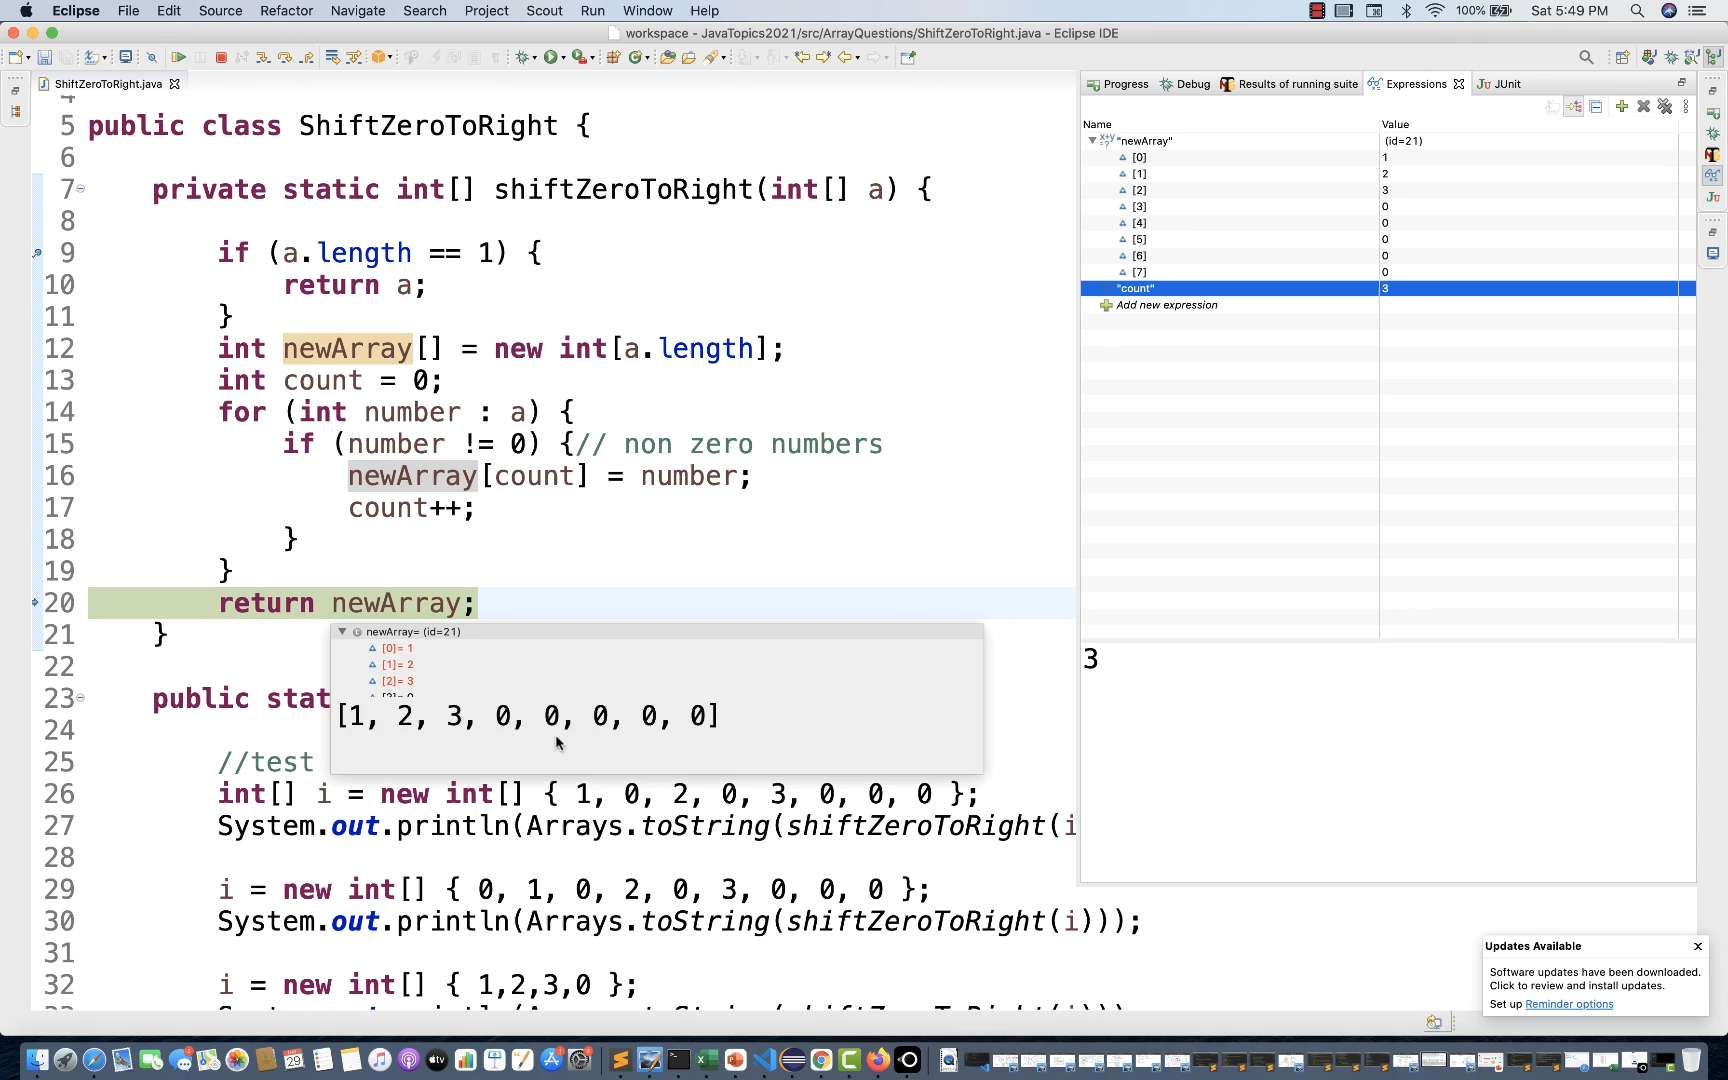 Eclipse File Edit Source Refactor Navigate Search Project Scout Run Window Help 100% Sat 5:49 PM
workspace - JavaTopics2021/src/ArrayQuestions/ShiftZeroToRight.java - Eclipse IDE
ShiftZeroToRight.java
Progress Debug Results of running suite Expressions JUnit
Name Value
"newArray" (id=21)
[0] 1
[1] 2
[2] 3
[3] 0
[4] 0
[5] 0
[6] 0
[7] 0
"count" 3
Add new expression
3
4
5 public class ShiftZeroToRight {
6
7 private static int[] shiftZeroToRight(int[] a) {
8
9 if (a.length == 1) {
10 return a;
11 }
12 int newArray[] = new int[a.length];
13 int count = 0;
14 for (int number : a) {
15 if (number != 0) {// non zero numbers
16 newArray[count] = number;
17 count++;
18 }
19 }
20 return newArray;
21 }
22
23 public stat
24
25 //test
26 int[] i = new int[] { 1, 0, 2, 0, 3, 0, 0, 0 };
27 System.out.println(Arrays.toString(shiftZeroToRight(i
28
29 i = new int[] { 0, 1, 0, 2, 0, 3, 0, 0, 0 };
30 System.out.println(Arrays.toString(shiftZeroToRight(i)));
31
32 i = new int[] { 1,2,3,0 };
newArray= (id=21)
[0]= 1
[1]= 2
[2]= 3
[3]= 0
[1, 2, 3, 0, 0, 0, 0, 0]
Updates Available
Software updates have been downloaded.
Click to review and install updates.
Set up Reminder options